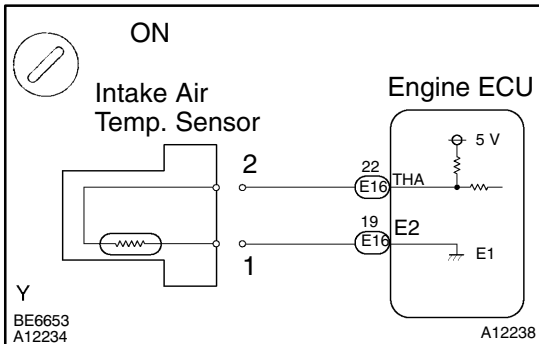 ON
Intake Air
Temp. Sensor
Engine ECU
5 V
2
22
E16
THA
19
E16
E2
E1
1
Y
BE6653
A12234
A12238